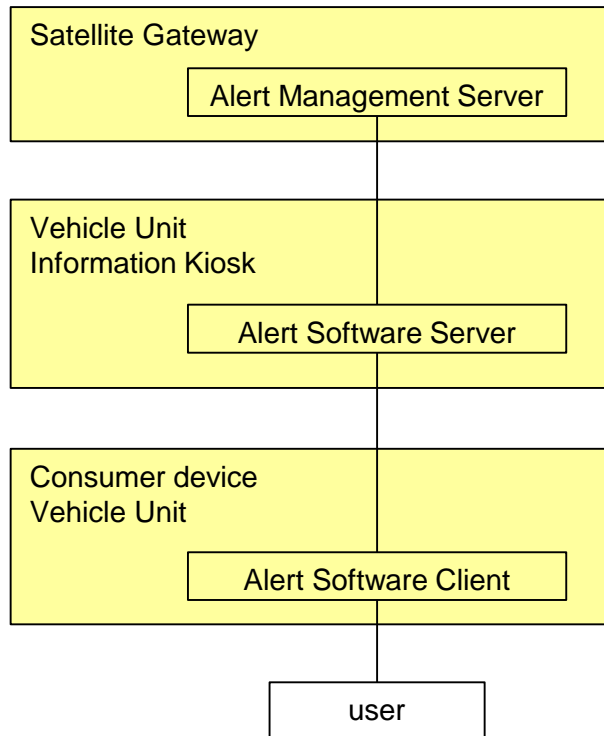 Satellite Gateway
Alert Management Server
Vehicle Unit
Information Kiosk
Alert Software Server
Consumer device
Vehicle Unit
Alert Software Client
user